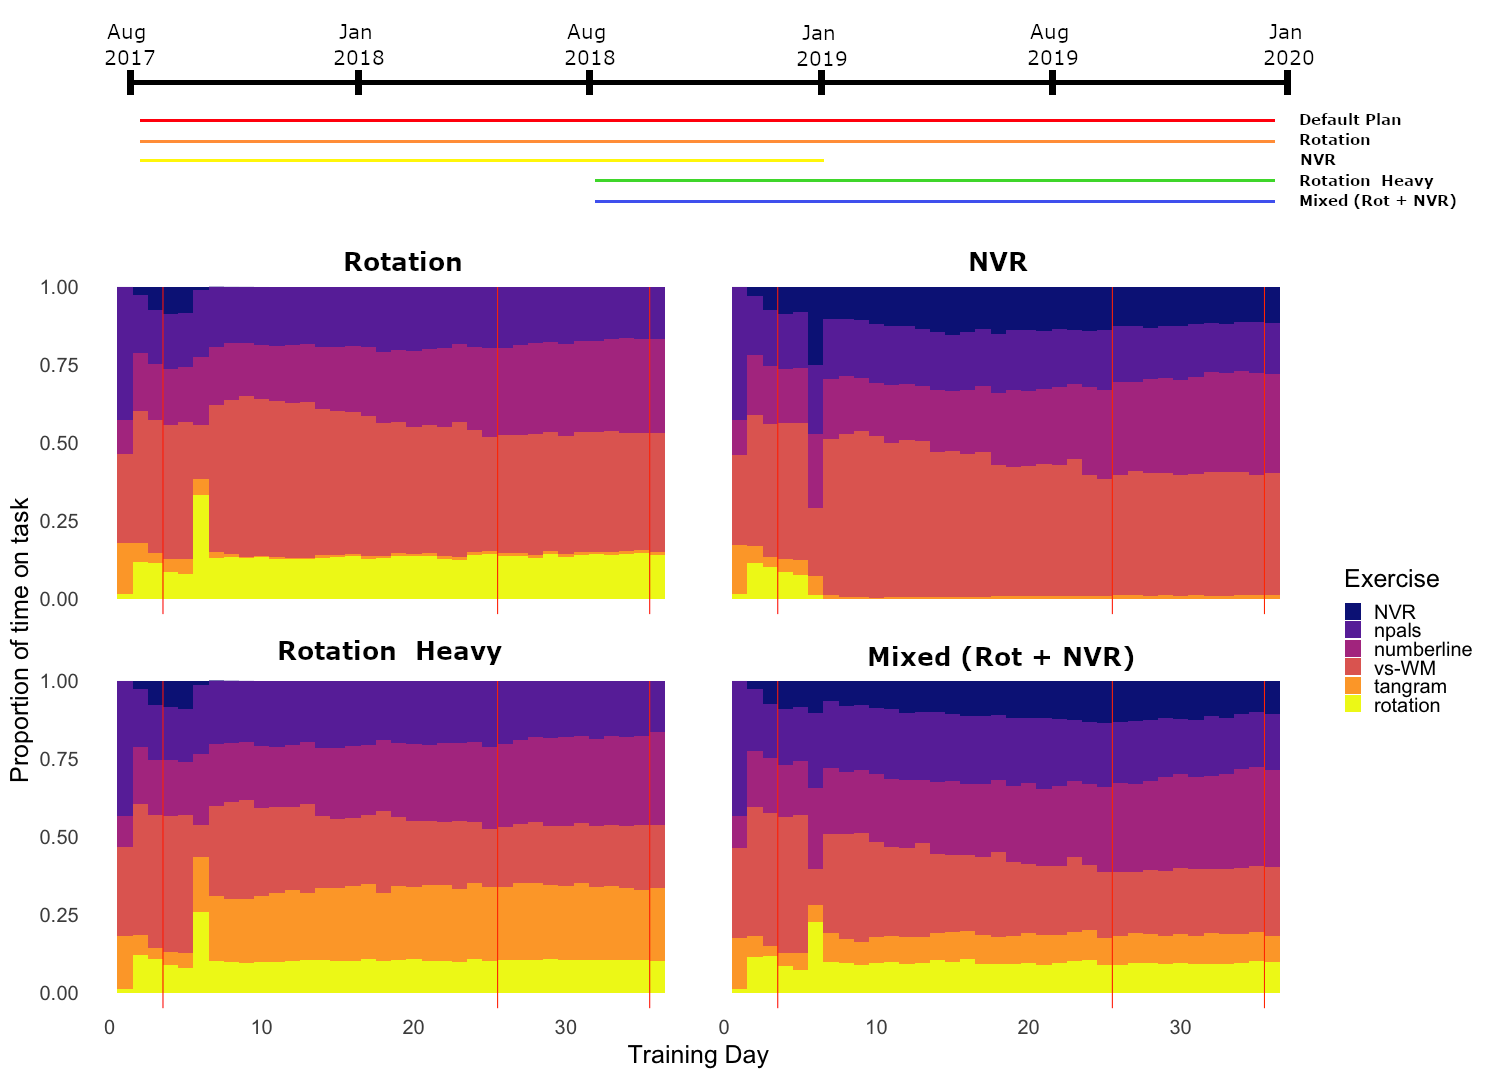 Aug Jan Aug Jan Aug Jan
2017 2018 2018 2019 2019 2020
Default Plan
Rotation
NVR
Rotation Heavy
Mixed (Rot + NVR)
Rotation
NVR
1.00
0.75
0.50
0.25
0.00
Rotation Heavy
Mixed (Rot + NVR)
1.00
0.75
0.50
0.25
0.00
0 10 20 30
0 10 20 30
Training Day
Proportion of time on task
Exercise
NVR
npals
numberline
vs-WM
tangram
rotation